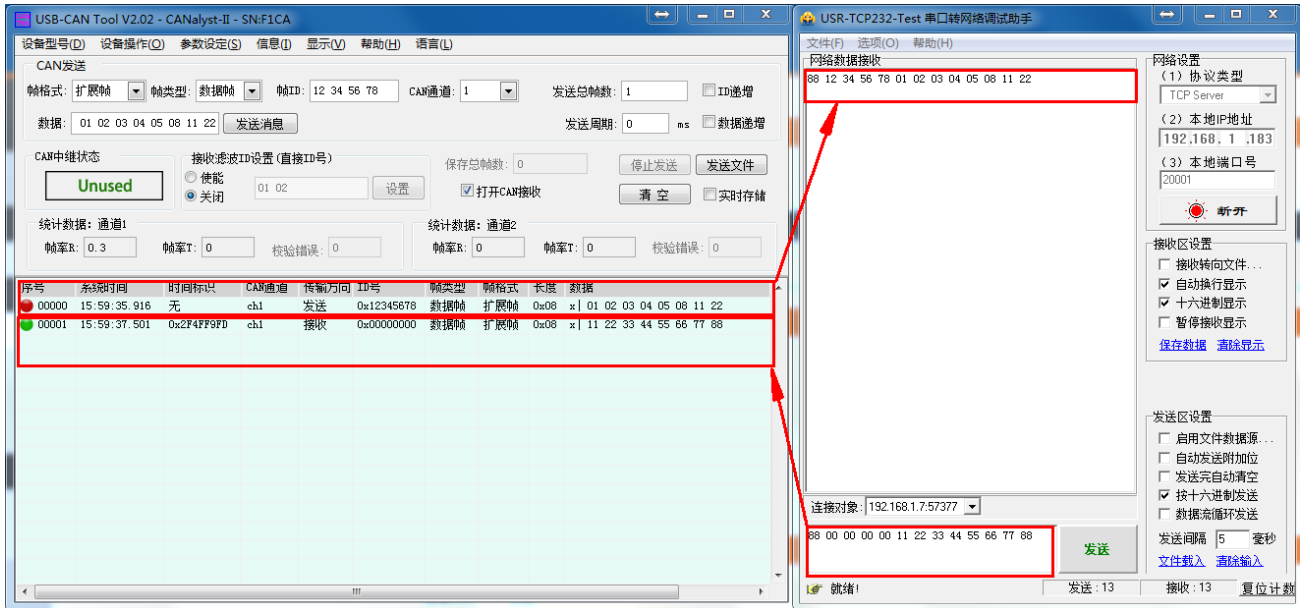 USB-CAN Tool V2.02 - CANalyst-II - SN:F1CA
设备型号(D) 设备操作(O) 参数设定(S) 信息(I) 显示(V) 帮助(H) 语言(L)
CAN发送
帧格式: 扩展帧 帧类型: 数据帧 帧ID: 12 34 56 78 CAN通道: 1 发送总帧数: 1 ID递增
数据: 01 02 03 04 05 08 11 22 发送消息 发送周期: 0 ms 数据递增
CAN中继状态
Unused
接收滤波ID设置(直接ID号)
使能
关闭
01 02 设置
保存总帧数: 0 停止发送 发送文件
打开CAN接收 清 空 实时存储
统计数据: 通道1
帧率R: 0.3 帧率T: 0 校验错误: 0
统计数据: 通道2
帧率R: 0 帧率T: 0 校验错误: 0
序号 系统时间 时间标识 CAN通道 传输方向 ID号 帧类型 帧格式 长度 数据
00000 15:59:35.916 无 ch1 发送 0x12345678 数据帧 扩展帧 0x08 x| 01 02 03 04 05 08 11 22
00001 15:59:37.501 0x2F4FF9FD ch1 接收 0x00000000 数据帧 扩展帧 0x08 x| 11 22 33 44 55 66 77 88
USR-TCP232-Test 串口转网络调试助手
文件(F) 选项(O) 帮助(H)
网络数据接收
88 12 34 56 78 01 02 03 04 05 08 11 22
连接对象: 192.168.1.7:57377
88 00 00 00 00 11 22 33 44 55 66 77 88
发送
网络设置
(1) 协议类型
TCP Server
(2) 本地IP地址
192.168. 1 .183
(3) 本地端口号
20001
断开
接收区设置
接收转向文件...
自动换行显示
十六进制显示
暂停接收显示
保存数据 清除显示
发送区设置
启用文件数据源...
自动发送附加位
发送完自动清空
按十六进制发送
数据流循环发送
发送间隔 5 毫秒
文件载入 清除输入
就绪! 发送:13 接收:13 复位计数